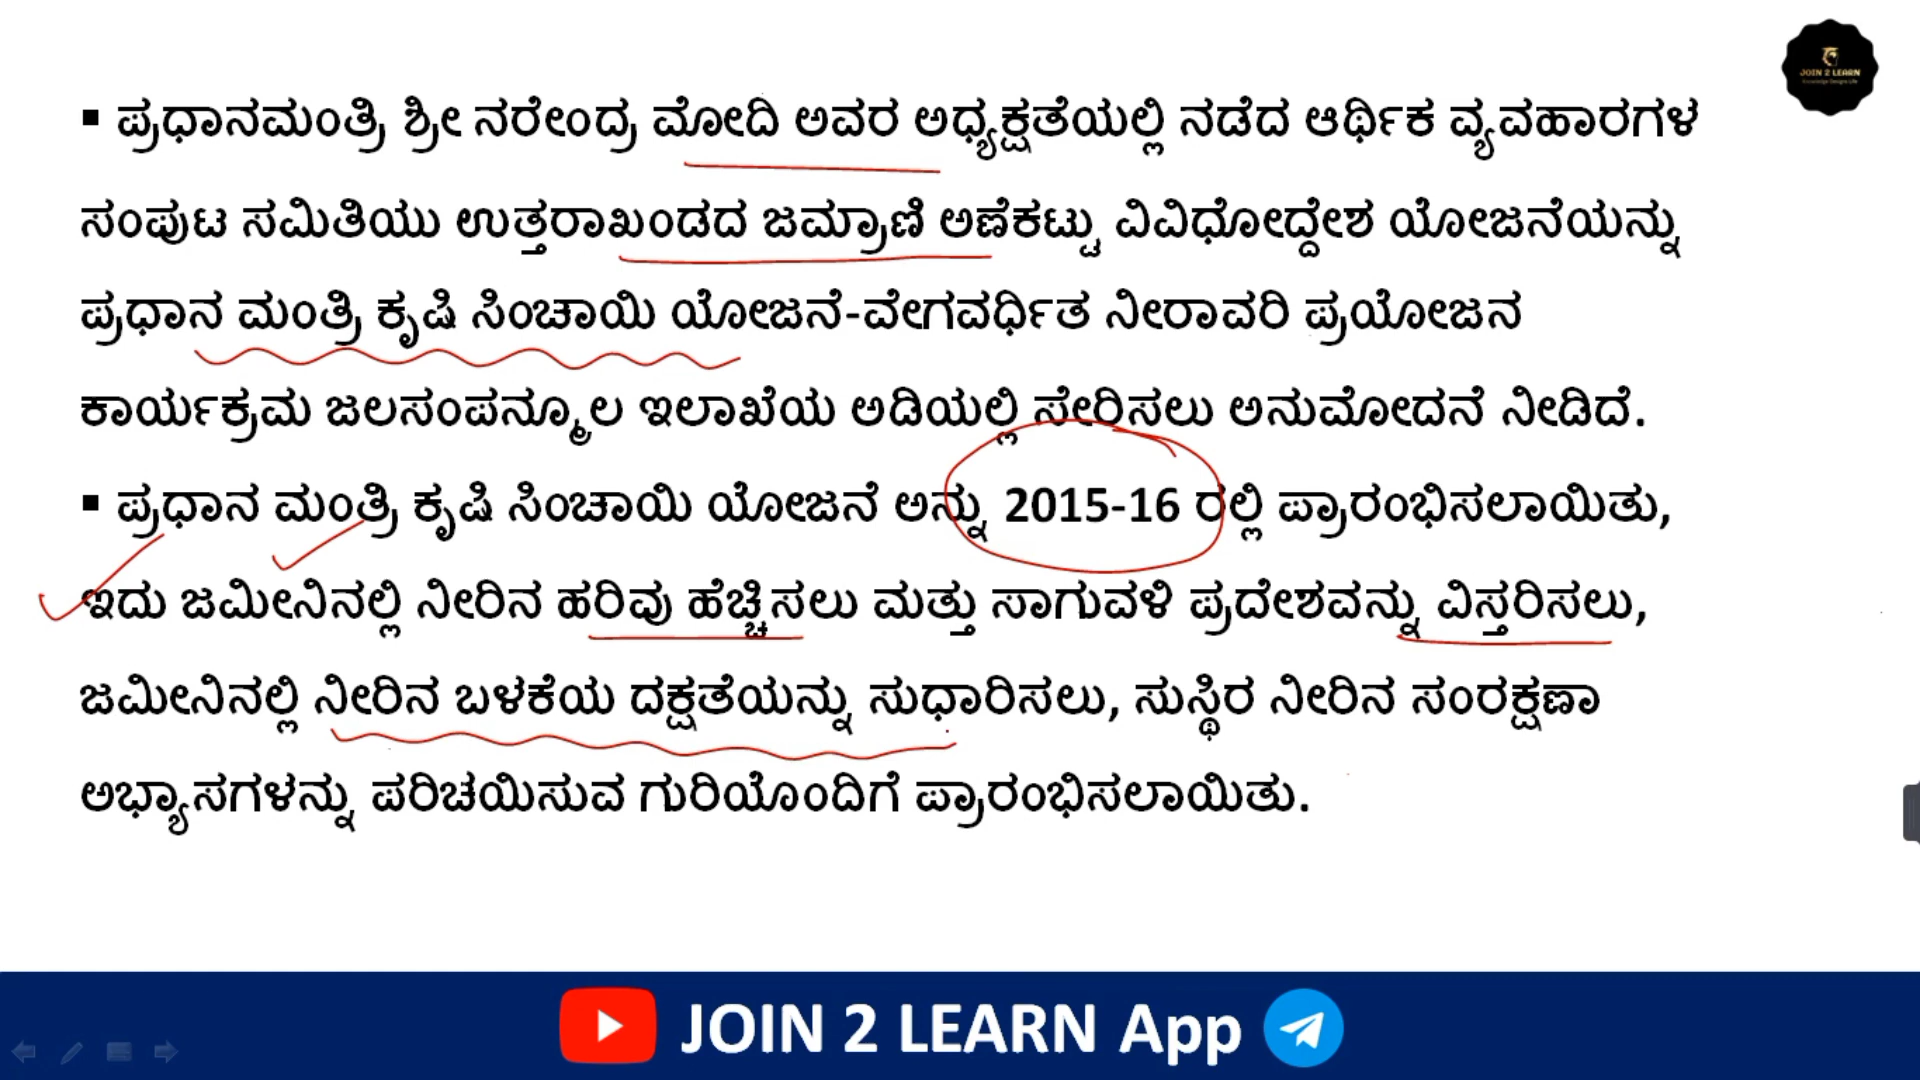 JOIN 2 LEARN
▪ ಪ್ರಧಾನಮಂತ್ರಿ ಶ್ರೀ ನರೇಂದ್ರ ಮೋದಿ ಅವರ ಅಧ್ಯಕ್ಷತೆಯಲ್ಲಿ ನಡೆದ ಆರ್ಥಿಕ ವ್ಯವಹಾರಗಳ
ಸಂಪುಟ ಸಮಿತಿಯು ಉತ್ತರಾಖಂಡದ ಜಮ್ರಾಣಿ ಅಣೆಕಟ್ಟು ವಿವಿಧೋದ್ದೇಶ ಯೋಜನೆಯನ್ನು
ಪ್ರಧಾನ ಮಂತ್ರಿ ಕೃಷಿ ಸಿಂಚಾಯಿ ಯೋಜನೆ-ವೇಗವರ್ಧಿತ ನೀರಾವರಿ ಪ್ರಯೋಜನ
ಕಾರ್ಯಕ್ರಮ ಜಲಸಂಪನ್ಮೂಲ ಇಲಾಖೆಯ ಅಡಿಯಲ್ಲಿ ಸೇರಿಸಲು ಅನುಮೋದನೆ ನೀಡಿದೆ.
▪ ಪ್ರಧಾನ ಮಂತ್ರಿ ಕೃಷಿ ಸಿಂಚಾಯಿ ಯೋಜನೆ ಅನ್ನು 2015-16 ರಲ್ಲಿ ಪ್ರಾರಂಭಿಸಲಾಯಿತು,
ಇದು ಜಮೀನಿನಲ್ಲಿ ನೀರಿನ ಹರಿವು ಹೆಚ್ಚಿಸಲು ಮತ್ತು ಸಾಗುವಳಿ ಪ್ರದೇಶವನ್ನು ವಿಸ್ತರಿಸಲು,
ಜಮೀನಿನಲ್ಲಿ ನೀರಿನ ಬಳಕೆಯ ದಕ್ಷತೆಯನ್ನು ಸುಧಾರಿಸಲು, ಸುಸ್ಥಿರ ನೀರಿನ ಸಂರಕ್ಷಣಾ
ಅಭ್ಯಾಸಗಳನ್ನು ಪರಿಚಯಿಸುವ ಗುರಿಯೊಂದಿಗೆ ಪ್ರಾರಂಭಿಸಲಾಯಿತು.
JOIN 2 LEARN App